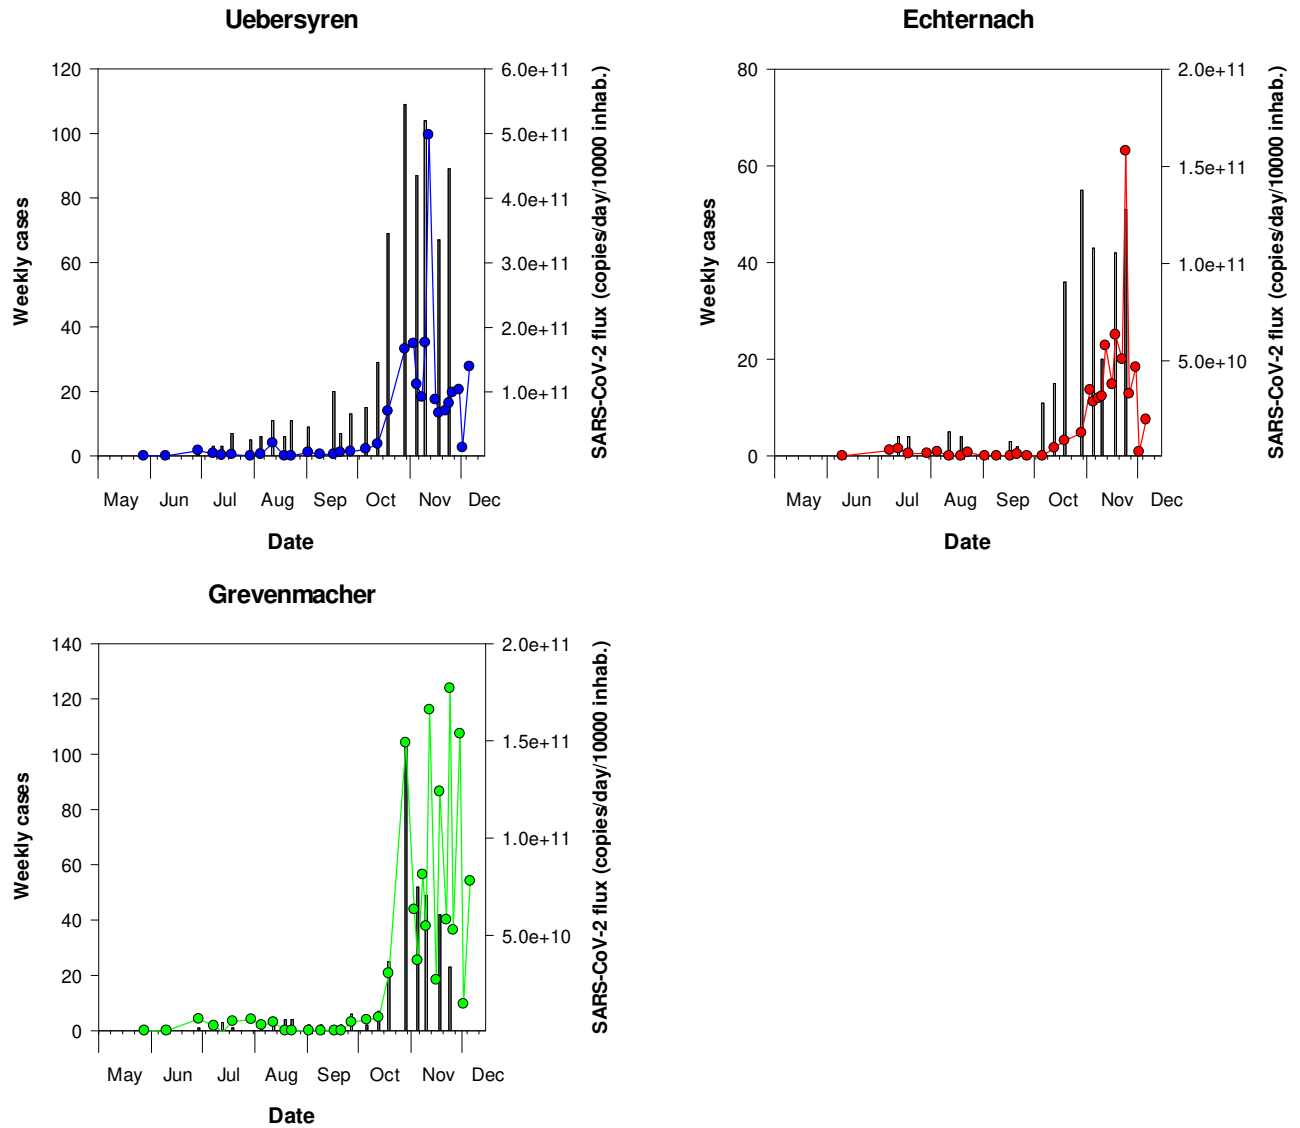 Uebersyren
120
100
80
60
40
20
0
6.0e+11
5.0e+11
4.0e+11
3.0e+11
2.0e+11
1.0e+11
Weekly cases
SARS-CoV-2 flux (copies/day/10000 inhab.)
May Jun Jul Aug Sep Oct Nov Dec
Date
Echternach
80
60
40
20
0
2.0e+11
1.5e+11
1.0e+11
5.0e+10
Weekly cases
SARS-CoV-2 flux (copies/day/10000 inhab.)
May Jun Jul Aug Sep Oct Nov Dec
Date
Grevenmacher
140
120
100
80
60
40
20
0
2.0e+11
1.5e+11
1.0e+11
5.0e+10
Weekly cases
SARS-CoV-2 flux (copies/day/10000 inhab.)
May Jun Jul Aug Sep Oct Nov Dec
Date